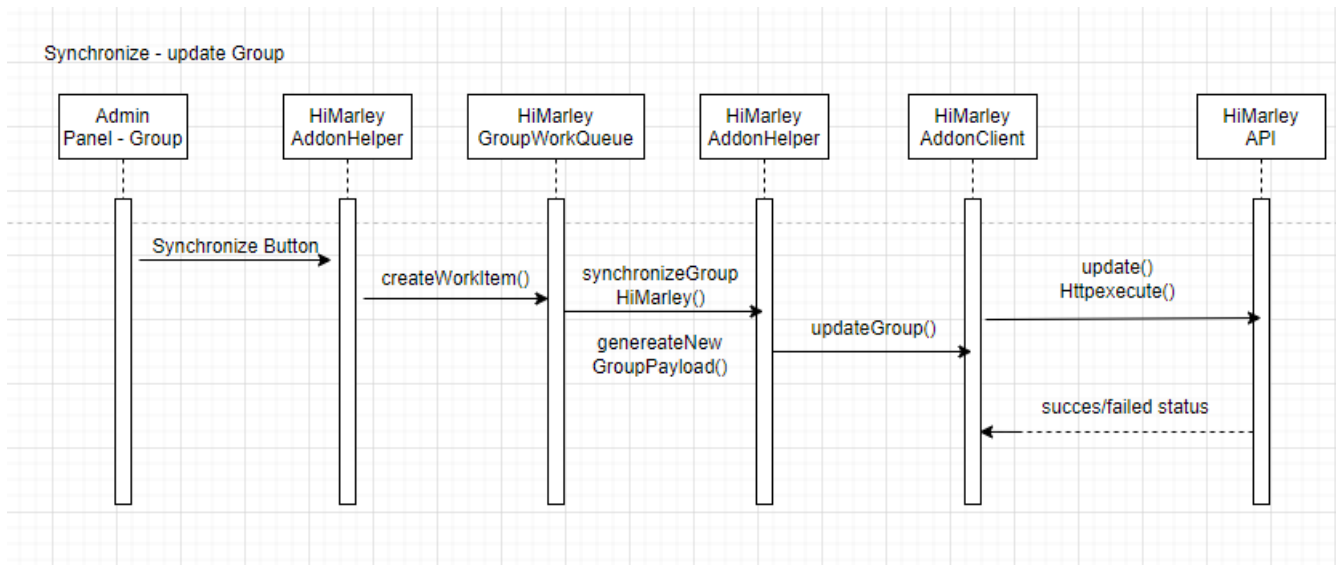 Synchronize - update Group
Admin
Panel - Group
HiMarley
AddonHelper
HiMarley
GroupWorkQueue
HiMarley
AddonHelper
HiMarley
AddonClient
HiMarley
API
Synchronize Button
createWorkItem()
synchronizeGroup
HiMarley()
genereateNew
GroupPayload()
updateGroup()
update()
Httpexecute()
succes/failed status